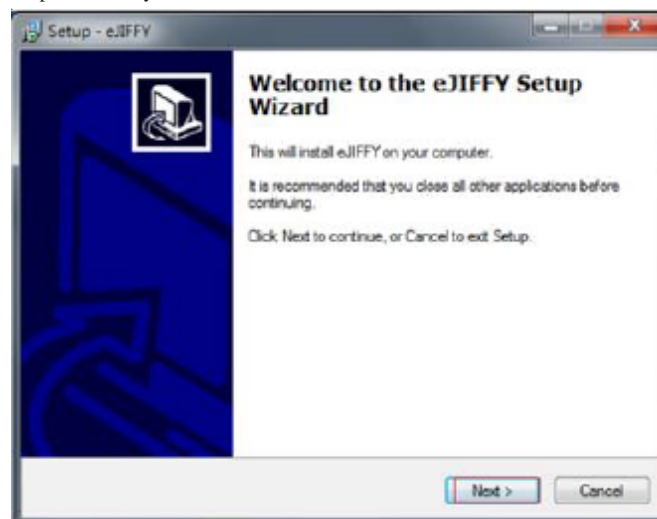 Setup - eJIFFY
Welcome to the eJIFFY Setup
Wizard
This will install eJIFFY on your computer.
It is recommended that you close all other applications before
continuing.
Click Next to continue, or Cancel to exit Setup.
Next >
Cancel